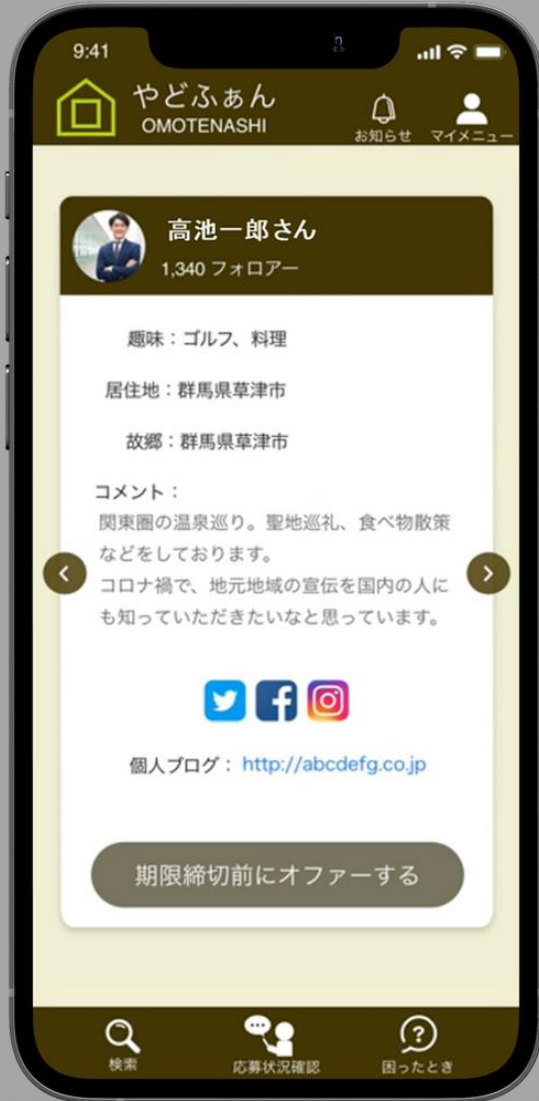 9:41
やどふぁん
OMOTENASHI
お知らせ
マイメニュー
高池一郎さん
1,340 フォロアー
趣味：ゴルフ、料理
居住地：群馬県草津市
故郷：群馬県草津市
コメント：
関東圏の温泉巡り。聖地巡礼、食べ物散策
などをしております。
コロナ禍で、地元地域の宣伝を国内の人に
も知っていただきたいなと思っています。
個人ブログ： http://abcdefg.co.jp
期限締切前にオファーする
検索
応募状況確認
困ったとき